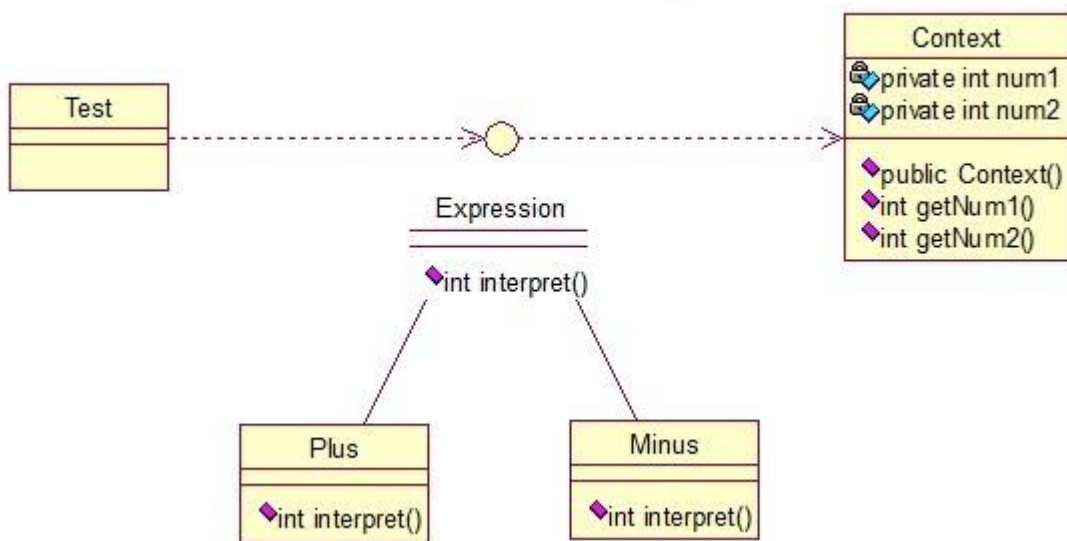 Test
Expression
int interpret()
Context
private int num1
private int num2
public Context()
int getNum1()
int getNum2()
Plus
int interpret()
Minus
int interpret()